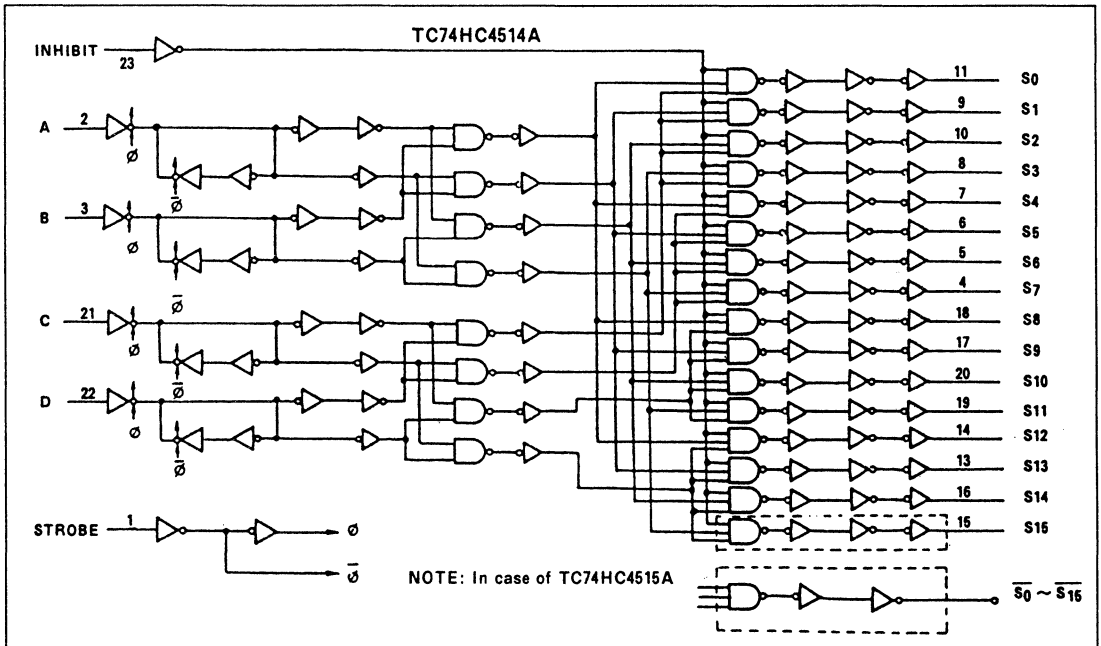 TC74HC4514A
INHIBIT 23
A 2 ø
ø̅
B 3 ø
ø̅
C 21 ø
ø̅
D 22 ø
ø̅
STROBE 1 ø
ø̅
11 S0
9 S1
10 S2
8 S3
7 S4
6 S5
5 S6
4 S7
18 S8
17 S9
20 S10
19 S11
14 S12
13 S13
16 S14
15 S15
NOTE: In case of TC74HC4515A
S̅0̅ ~ S̅1̅5̅